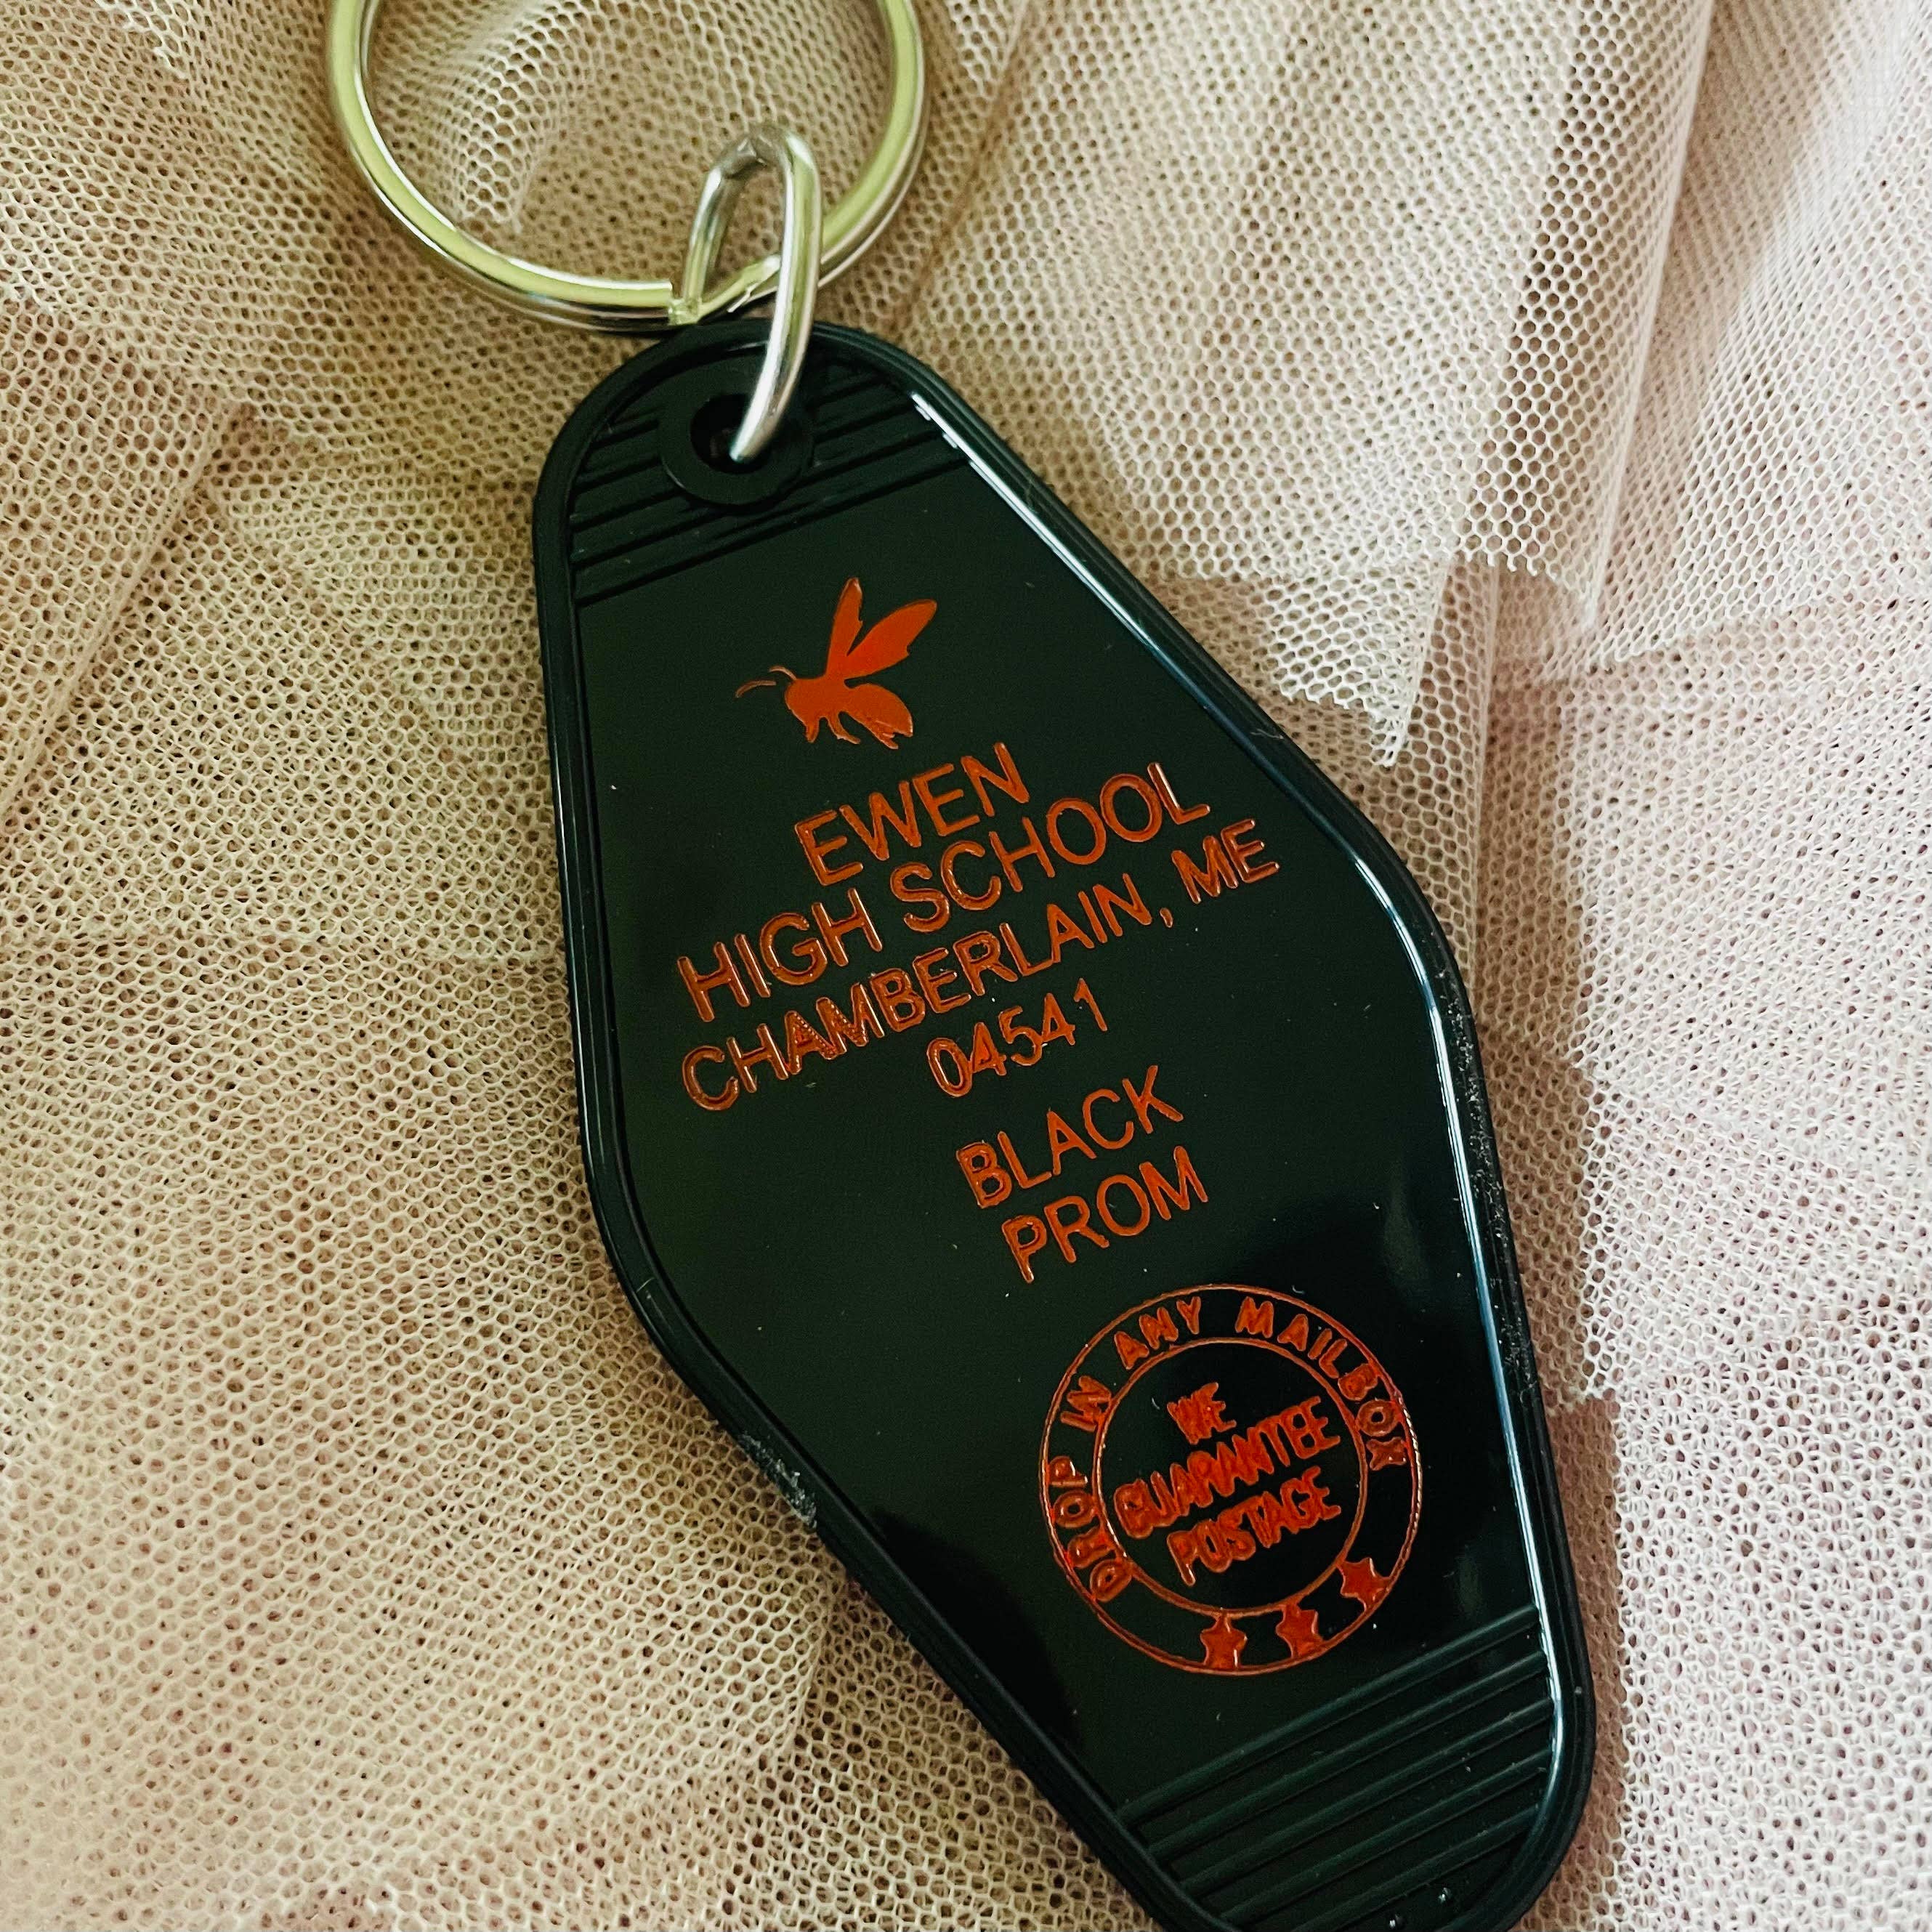 EWEN
HIGH SCHOOL
CHAMBERLAIN, ME
04541
BLACK
PROM
DROP IN ANY MAILBOX
WE
GUARANTEE
POSTAGE